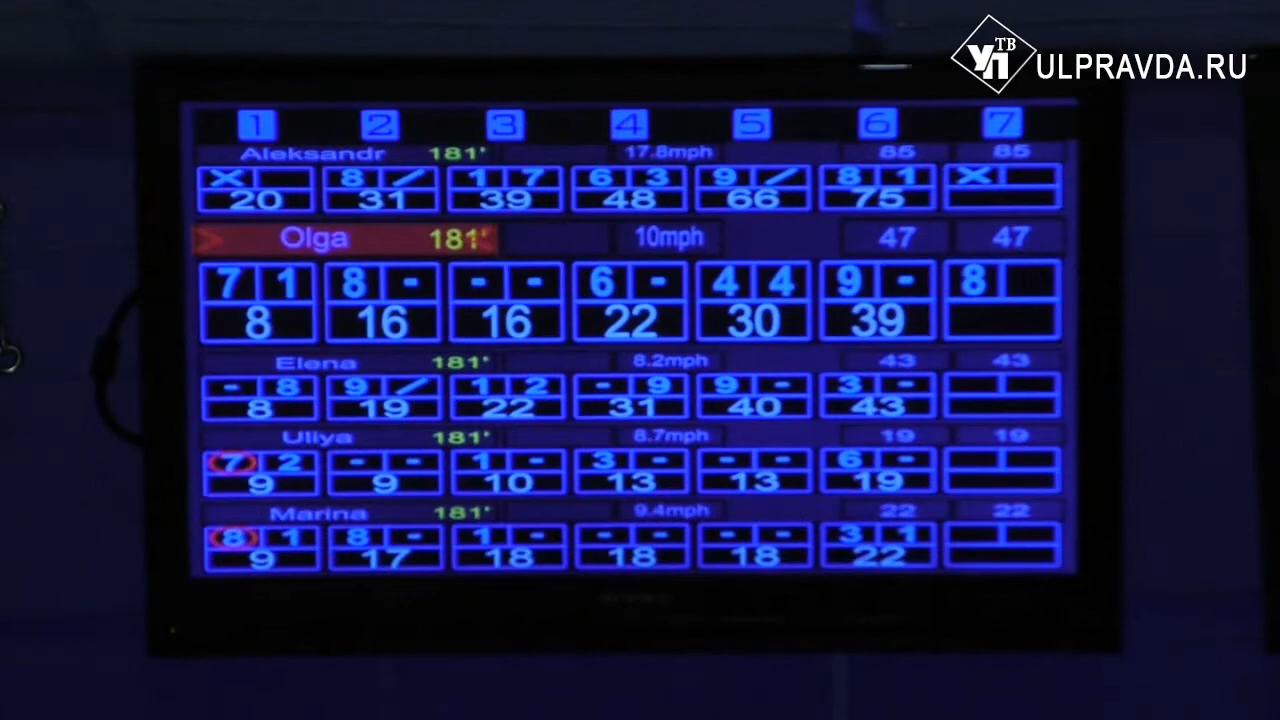 УП ТВ ULPRAVDA.RU
1 2 3 4 5 6 7
Aleksandr 181' 17.8mph 85 85
X 8 / 1 7 6 3 9 / 8 1 X
20 31 39 48 66 75
> Olga 181' < 10mph 47 47
7 1 8 - - - 6 - 4 4 9 - 8
8 16 16 22 30 39
Elena 181' 8.2mph 43 43
- 8 9 / 1 2 - 9 9 - 3 -
8 19 22 31 40 43
Uliya 181' 8.7mph 19 19
7 2 - - 1 - 3 - - - 6 -
9 9 10 13 13 19
Marina 181' 9.4mph 22 22
8 1 8 - 1 - - - - - 3 1
9 17 18 18 18 22